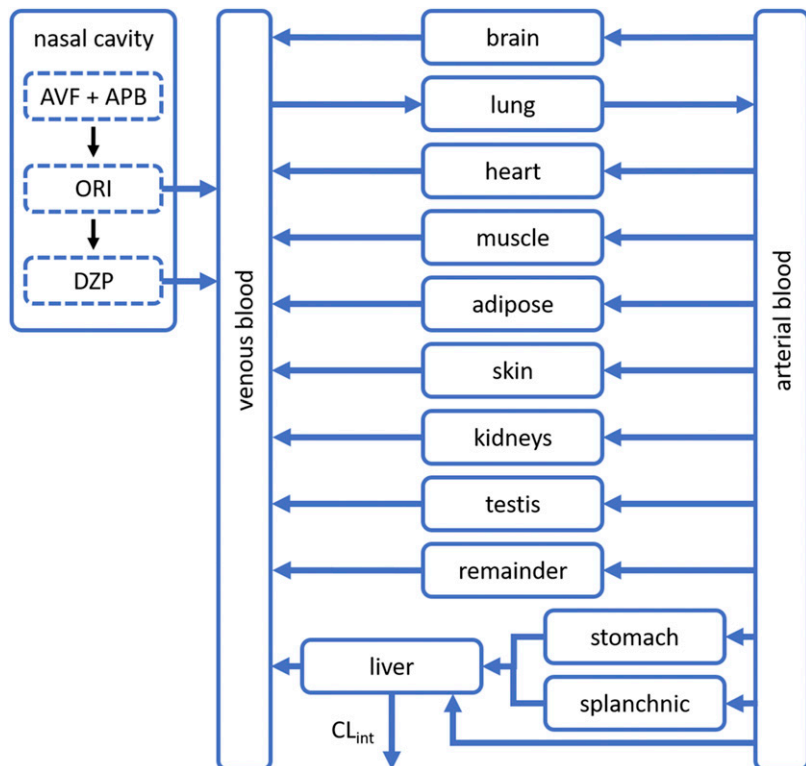 nasal cavity
AVF + APB
ORI
DZP
venous blood
brain
lung
heart
muscle
adipose
skin
kidneys
testis
remainder
stomach
liver
splanchnic
CLint
arterial blood